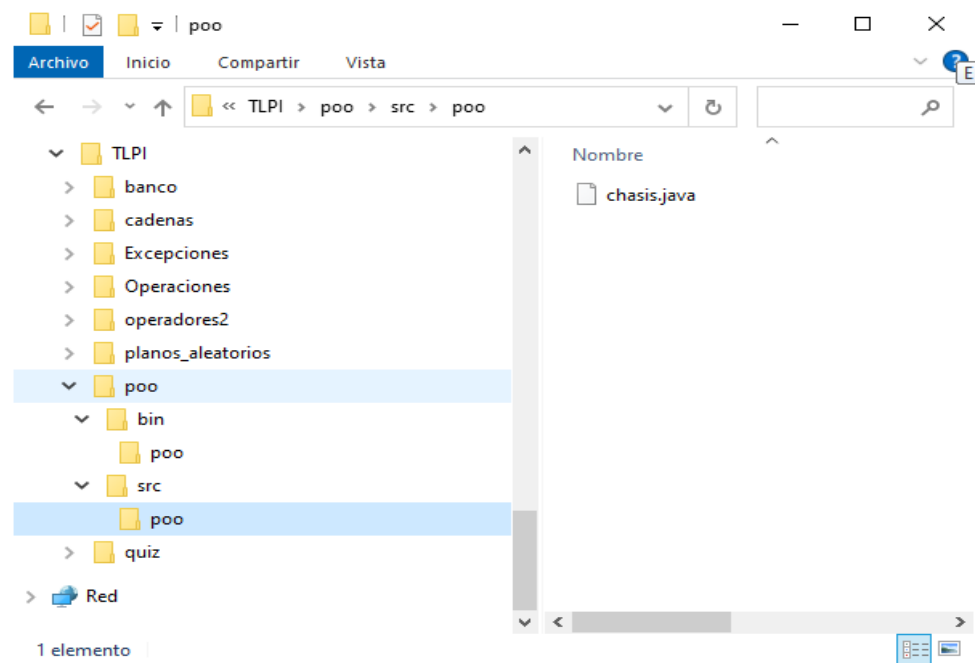 poo
Archivo Inicio Compartir Vista
E
« TLPI > poo > src > poo
TLPI
Nombre
banco
chasis.java
cadenas
Excepciones
Operaciones
operadores2
planos_aleatorios
poo
bin
poo
src
poo
quiz
Red
1 elemento